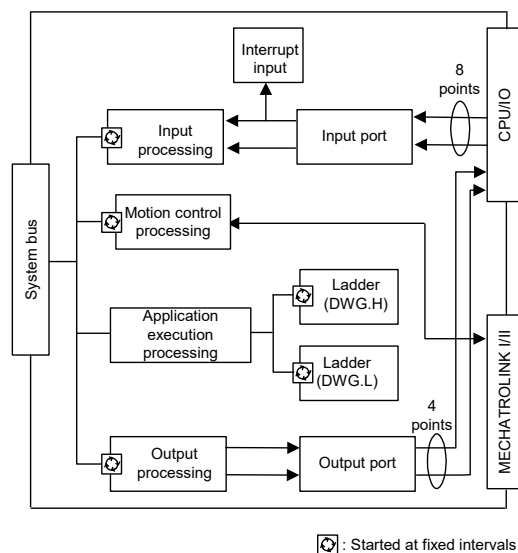 Interrupt
input
8
points
CPU/IO
Input
processing
Input port
System bus
Motion control
processing
Application
execution
processing
Ladder
(DWG.H)
Ladder
(DWG.L)
MECHATROLINK I/II
4
points
Output
processing
Output port
: Started at fixed intervals